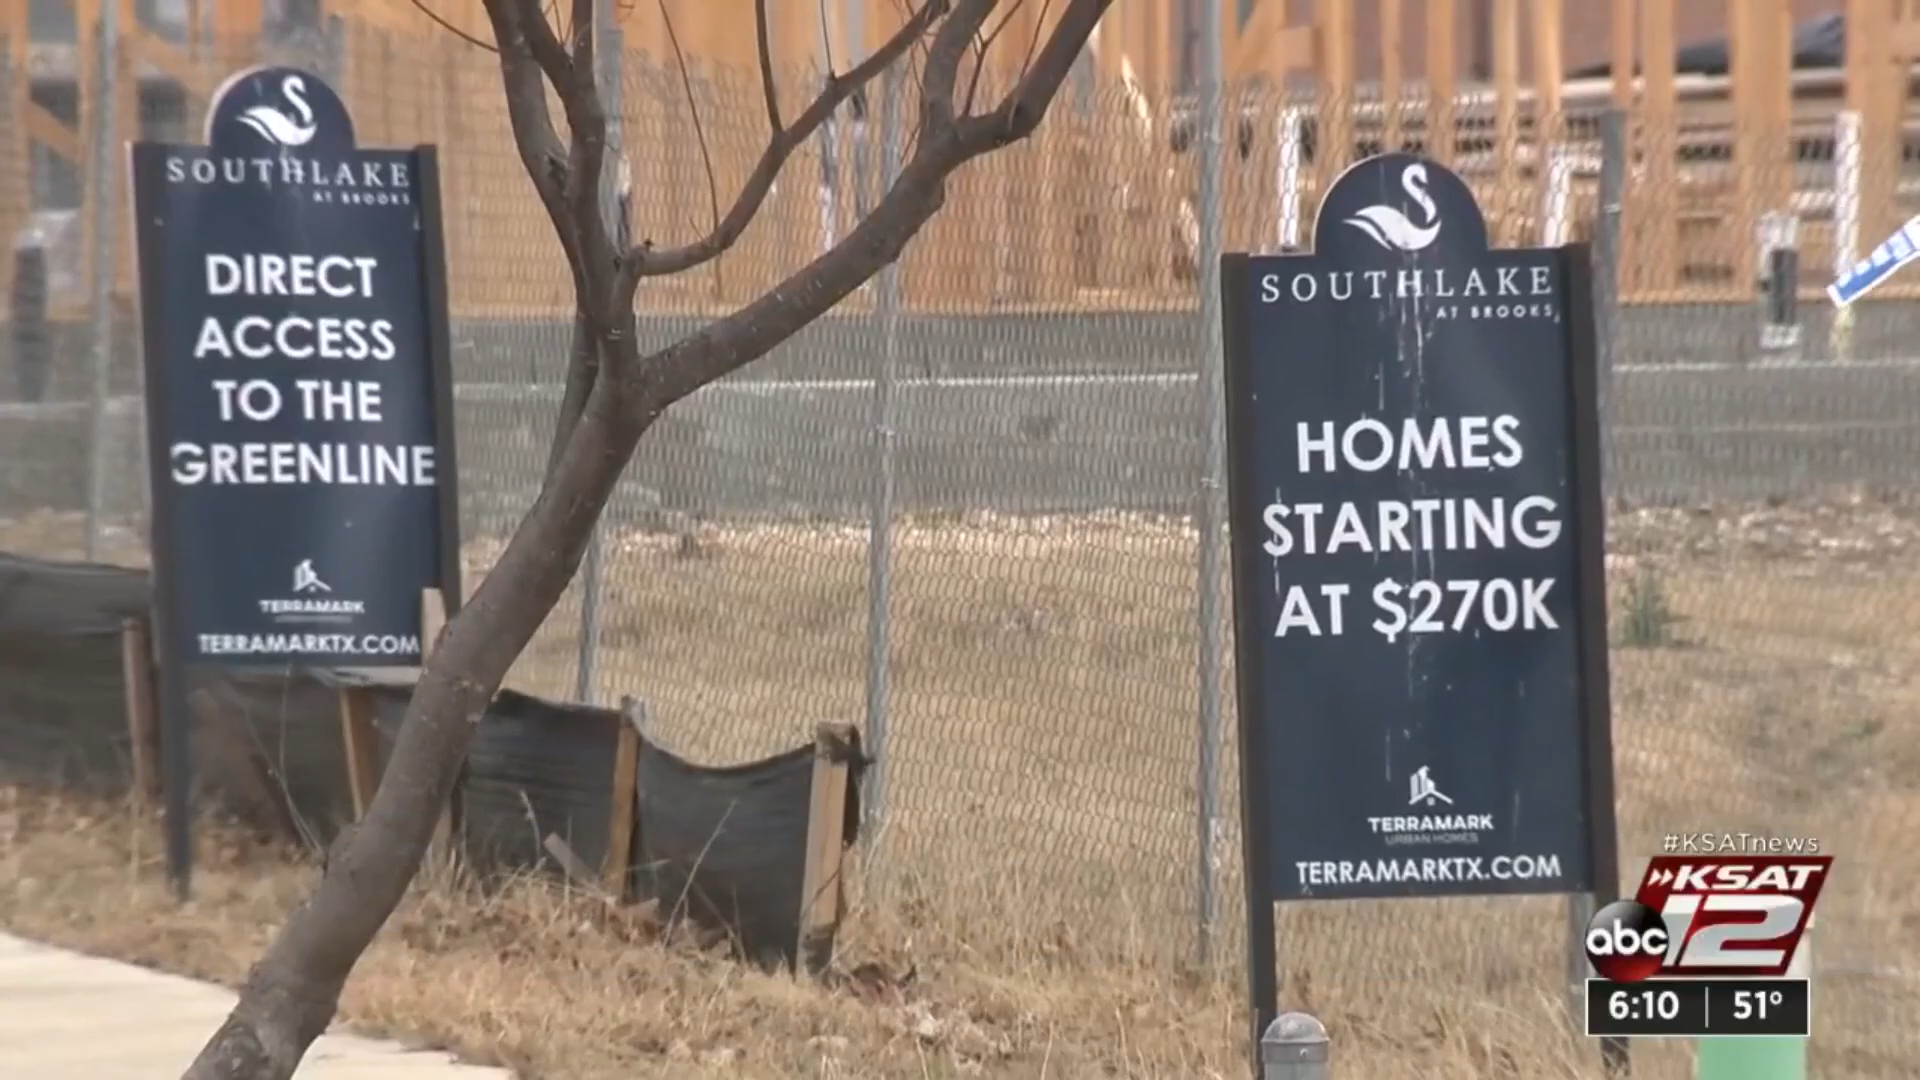 SOUTHLAKE
AT BROOKS
DIRECT
ACCESS
TO THE
GREENLINE
TERRAMARK
TERRAMARKTX.COM
SOUTHLAKE
AT BROOKS
HOMES
STARTING
AT $270K
TERRAMARK
URBAN HOMES
TERRAMARKTX.COM
#KSATnews
KSAT
abc 12
6:10 51°